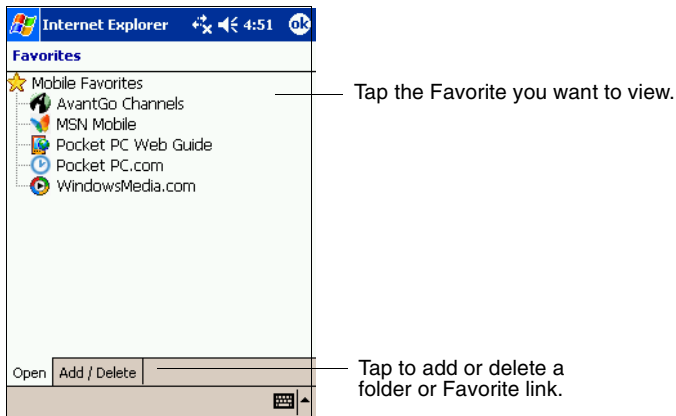 Internet Explorer 4:51 ok
Favorites
Mobile Favorites
AvantGo Channels
MSN Mobile
Pocket PC Web Guide
Pocket PC.com
WindowsMedia.com
Tap the Favorite you want to view.
Open Add / Delete
Tap to add or delete a
folder or Favorite link.